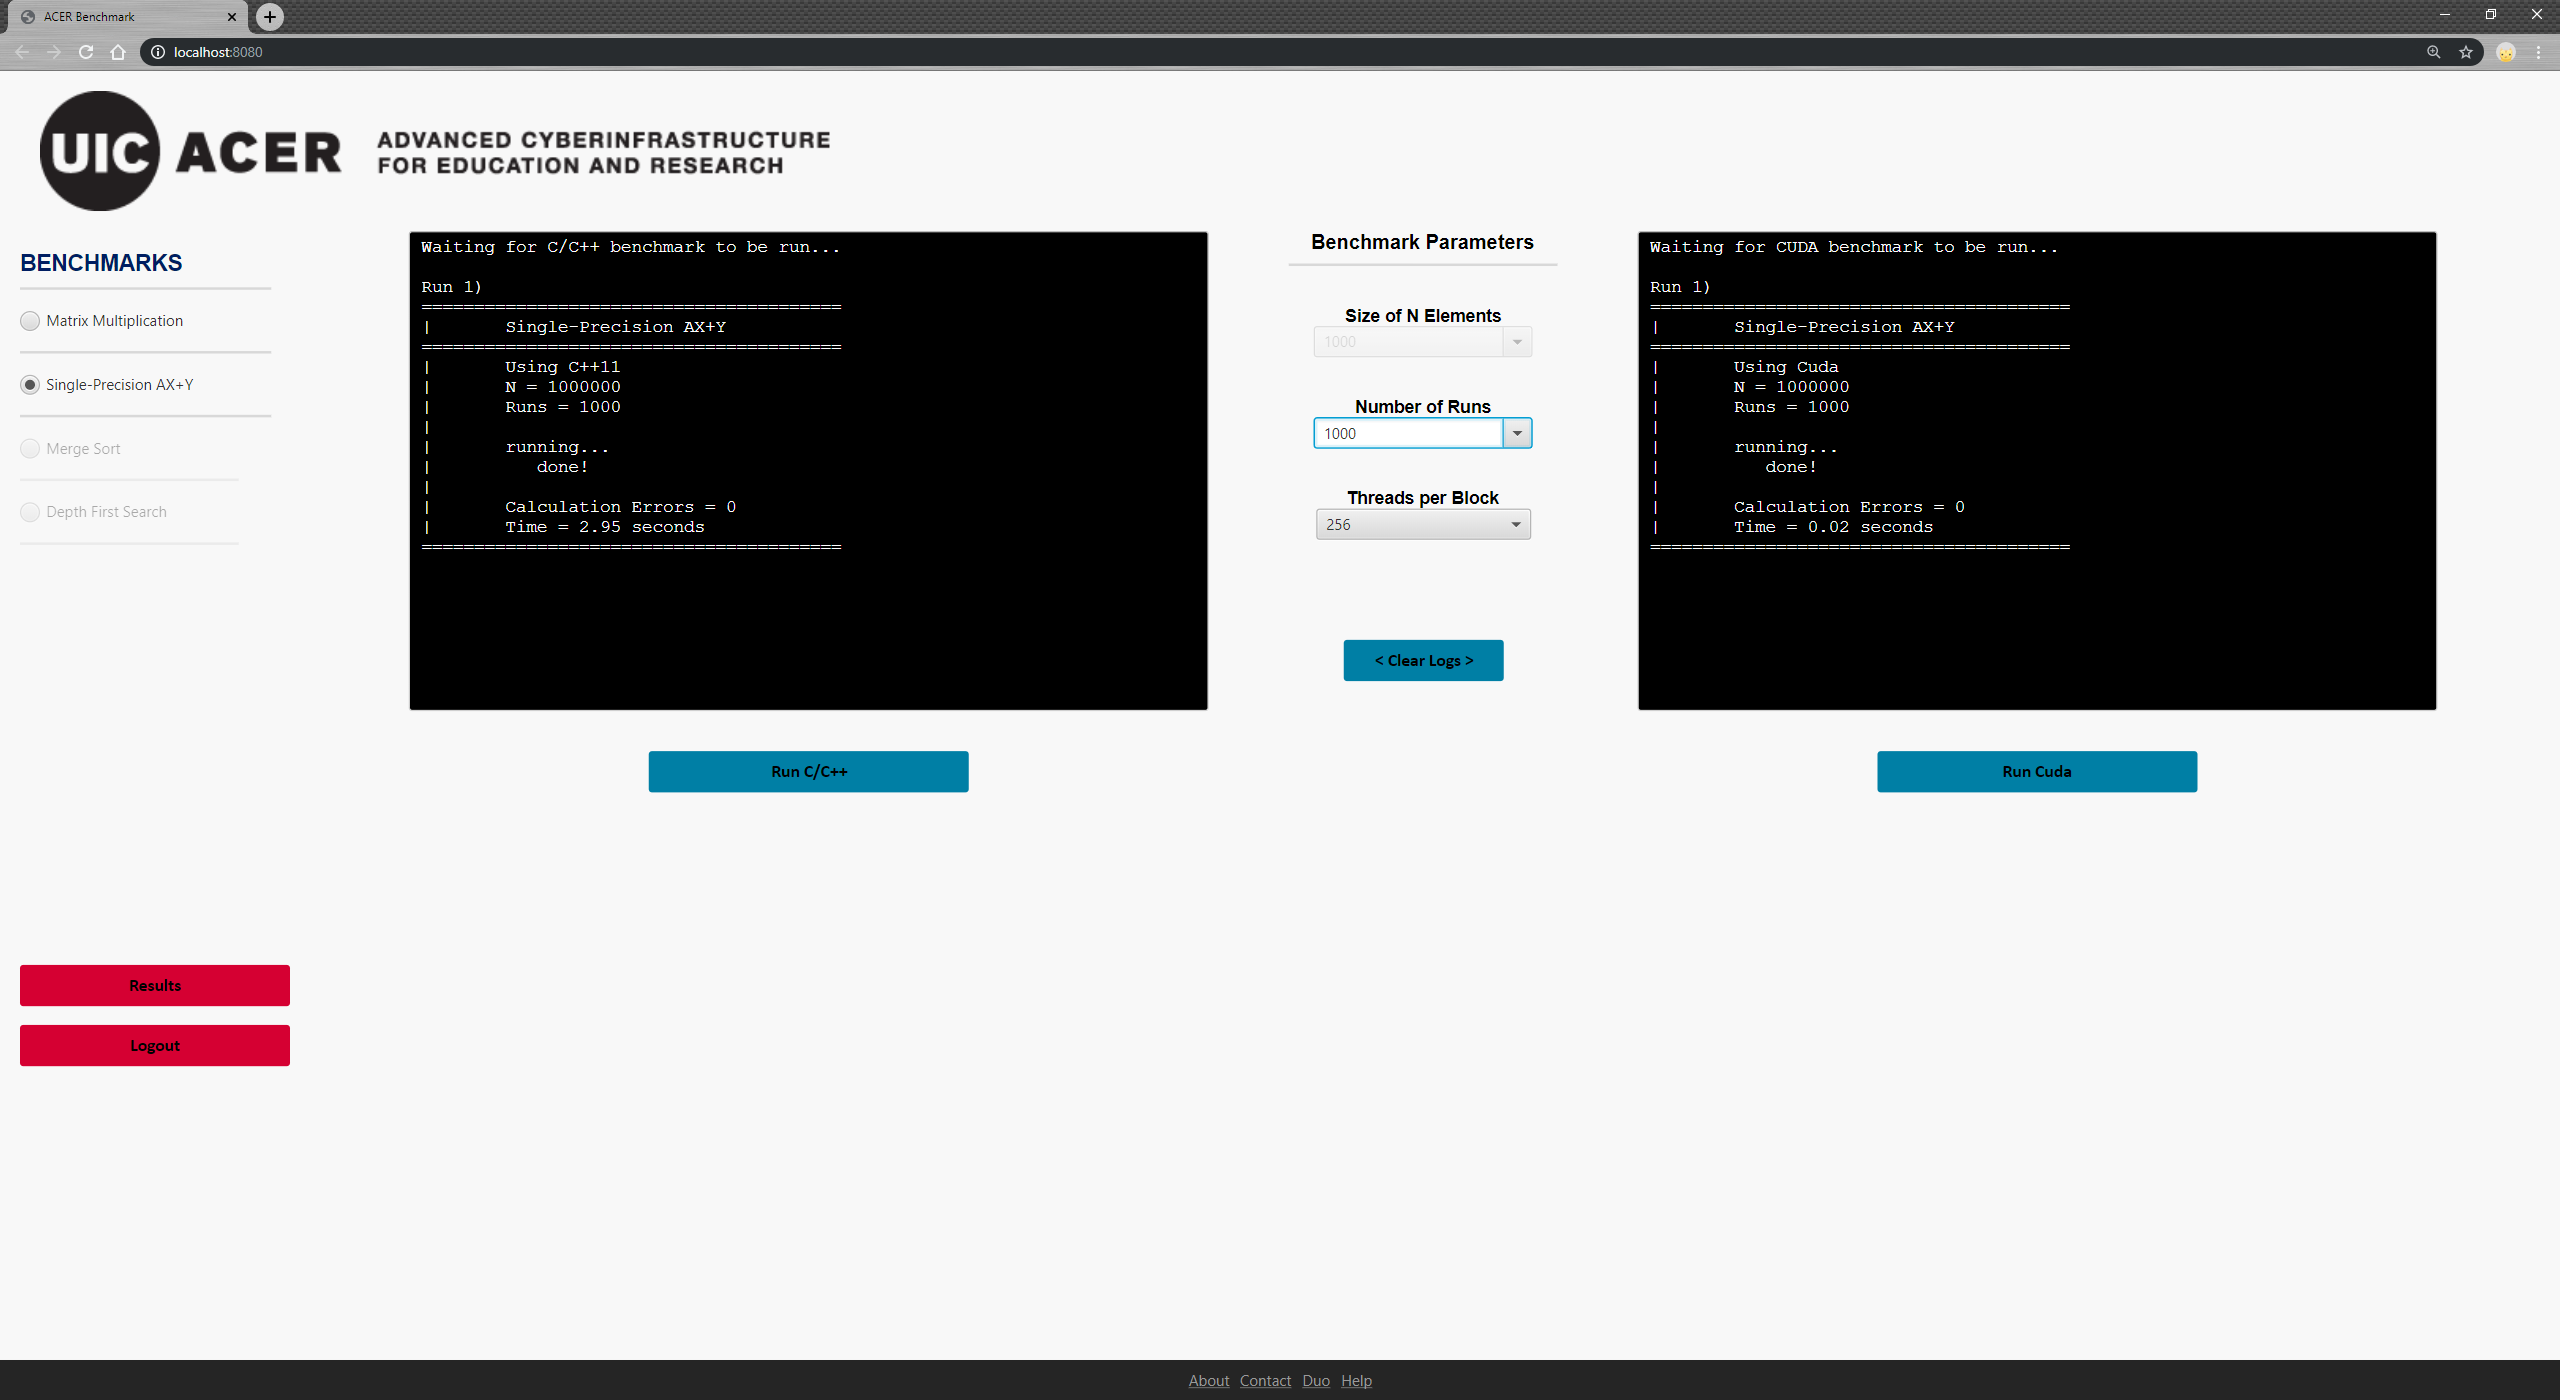 ACER Benchmark
localhost:8080
UIC ACER
ADVANCED CYBERINFRASTRUCTURE
FOR EDUCATION AND RESEARCH
BENCHMARKS
Matrix Multiplication
Single-Precision AX+Y
Merge Sort
Depth First Search
Results
Logout
Waiting for C/C++ benchmark to be run...
Run 1)
========================================
| Single-Precision AX+Y
========================================
| Using C++11
| N = 1000000
| Runs = 1000
|
| running...
| done!
|
| Calculation Errors = 0
| Time = 2.95 seconds
========================================
Run C/C++
Benchmark Parameters
Size of N Elements
1000
Number of Runs
1000
Threads per Block
256
< Clear Logs >
Waiting for CUDA benchmark to be run...
Run 1)
========================================
| Single-Precision AX+Y
========================================
| Using Cuda
| N = 1000000
| Runs = 1000
|
| running...
| done!
|
| Calculation Errors = 0
| Time = 0.02 seconds
========================================
Run Cuda
About Contact Duo Help